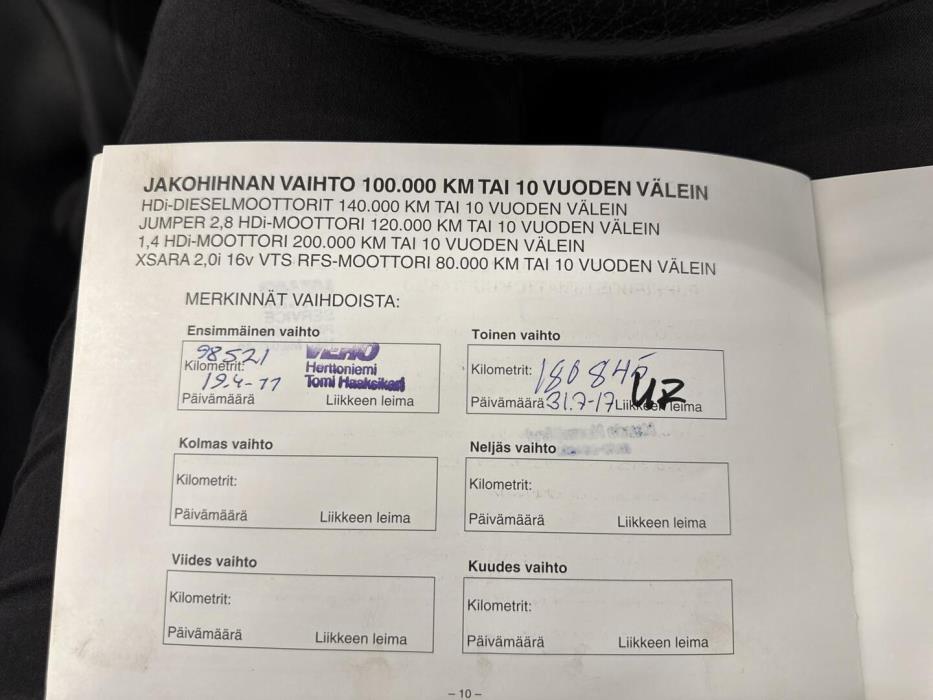 JAKOHIHNAN VAIHTO 100.000 KM TAI 10 VUODEN VÄLEIN
HDi-DIESELMOOTTORIT 140.000 KM TAI 10 VUODEN VÄLEIN
JUMPER 2,8 HDi-MOOTTORI 120.000 KM TAI 10 VUODEN VÄLEIN
1,4 HDi-MOOTTORI 200.000 KM TAI 10 VUODEN VÄLEIN
XSARA 2,0i 16v VTS RFS-MOOTTORI 80.000 KM TAI 10 VUODEN VÄLEIN
MERKINNÄT VAIHDOISTA:
Ensimmäinen vaihto
98521
Kilometrit:
19.4-11
Päivämäärä
VEHO
Herttoniemi
Tomi Haaksikari
Liikkeen leima
Toinen vaihto
Kilometrit: 180845
Päivämäärä 31.7-17 Liikkeen leima
UZ
Kolmas vaihto
Kilometrit:
Päivämäärä Liikkeen leima
Neljäs vaihto
Kilometrit:
Päivämäärä Liikkeen leima
Viides vaihto
Kilometrit:
Päivämäärä Liikkeen leima
Kuudes vaihto
Kilometrit:
Päivämäärä Liikkeen leima
– 10 –